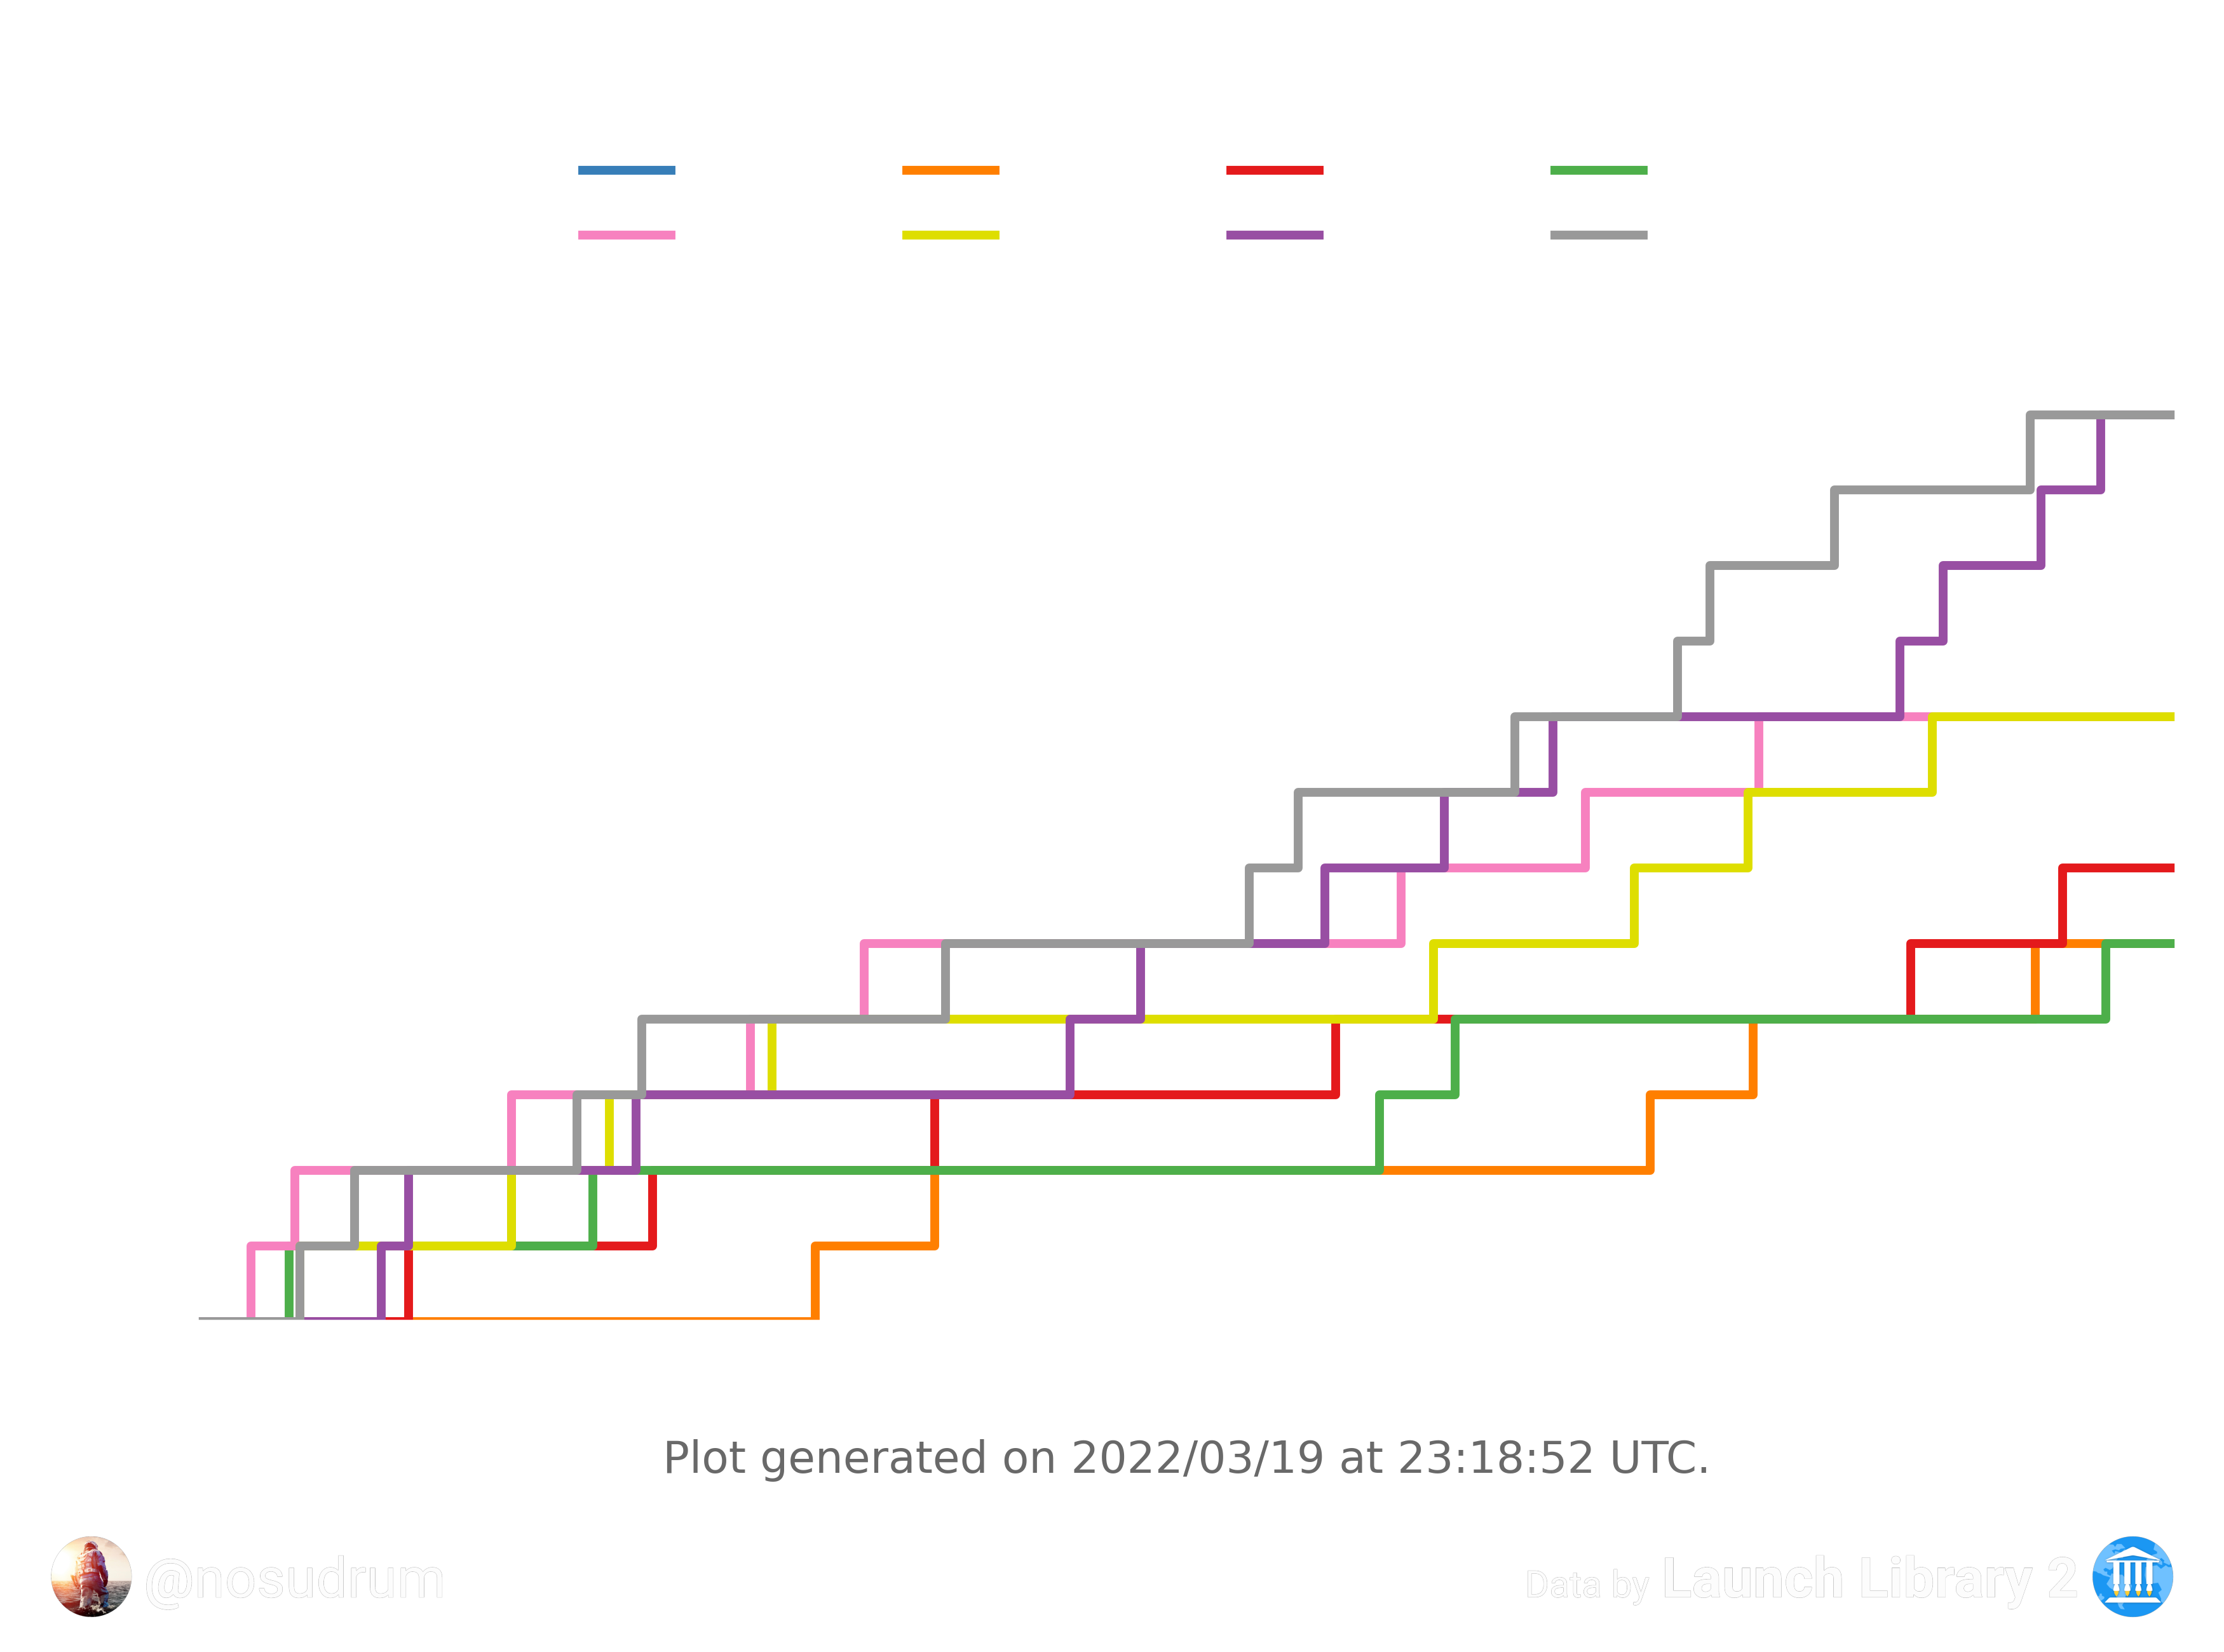 Plot generated on 2022/03/19 at 23:18:52 UTC.
@nosudrum
Data by Launch Library 2